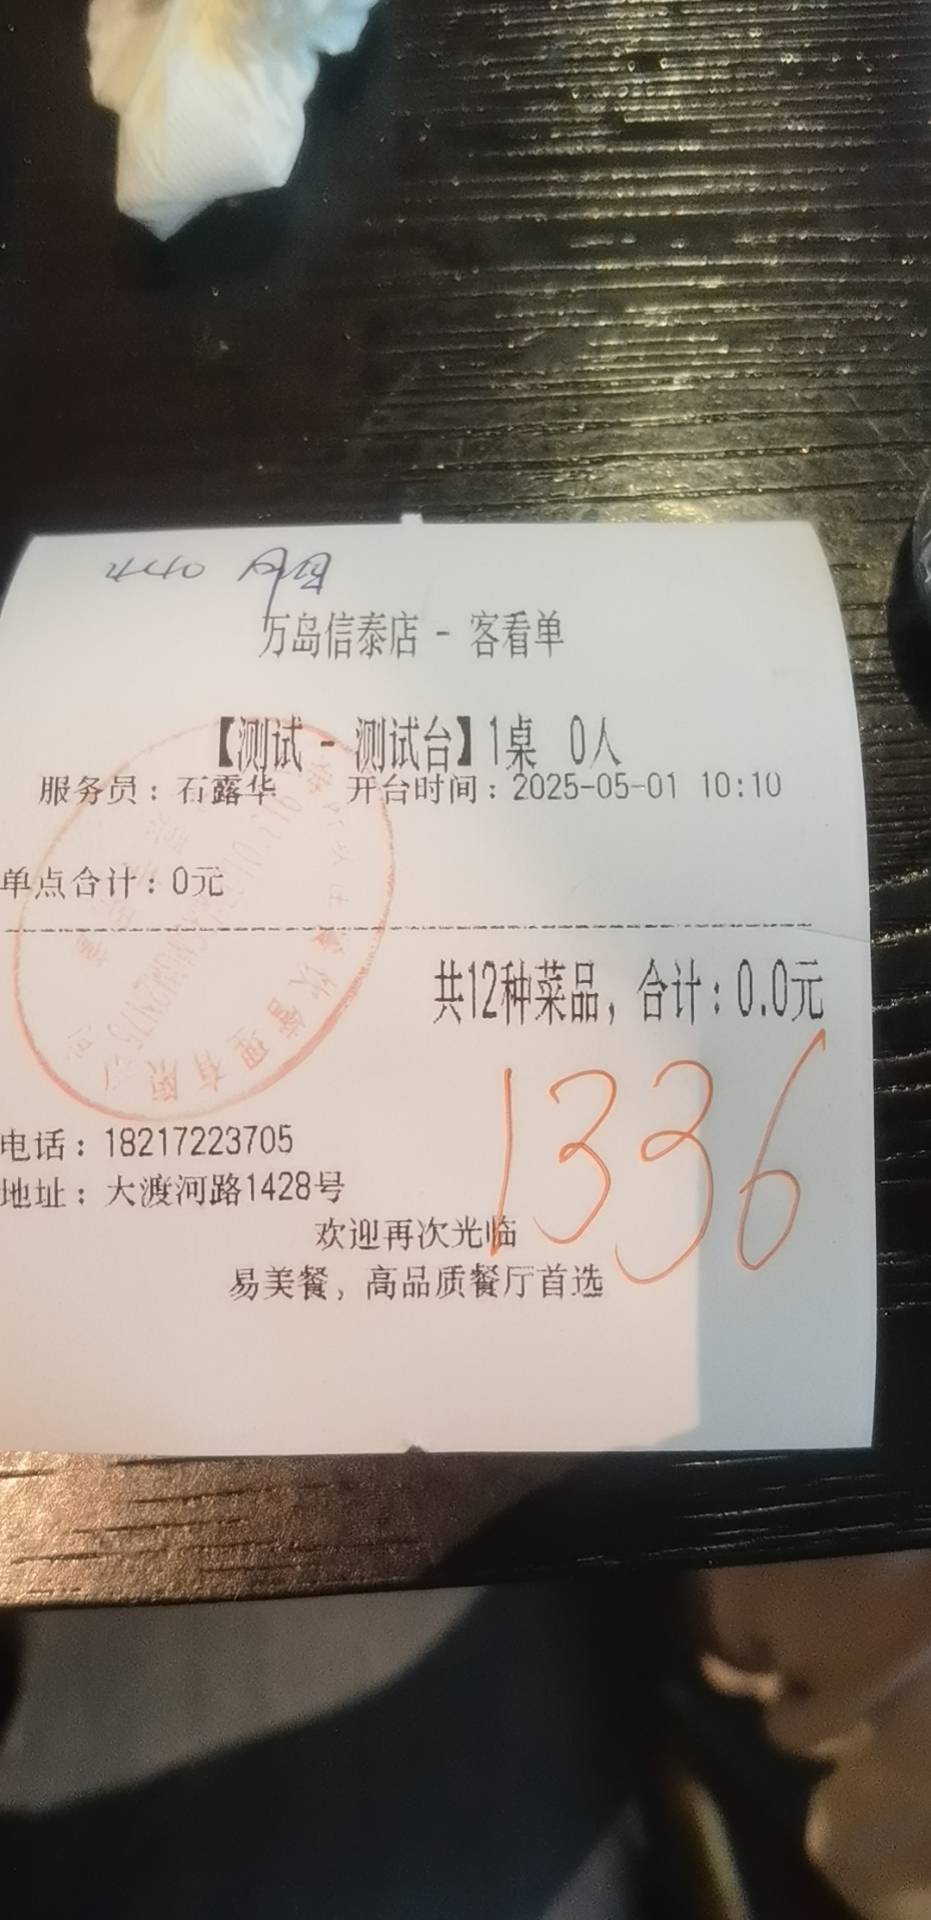 万岛信泰店 - 客看单
【测试 - 测试台】1桌 0人
服务员：石露华 开台时间：2025-05-01 10:10
单点合计：0元
共12种菜品，合计：0.0元
1336
电话：18217223705
地址：大渡河路1428号
欢迎再次光临
易美餐，高品质餐厅首选
管理有限